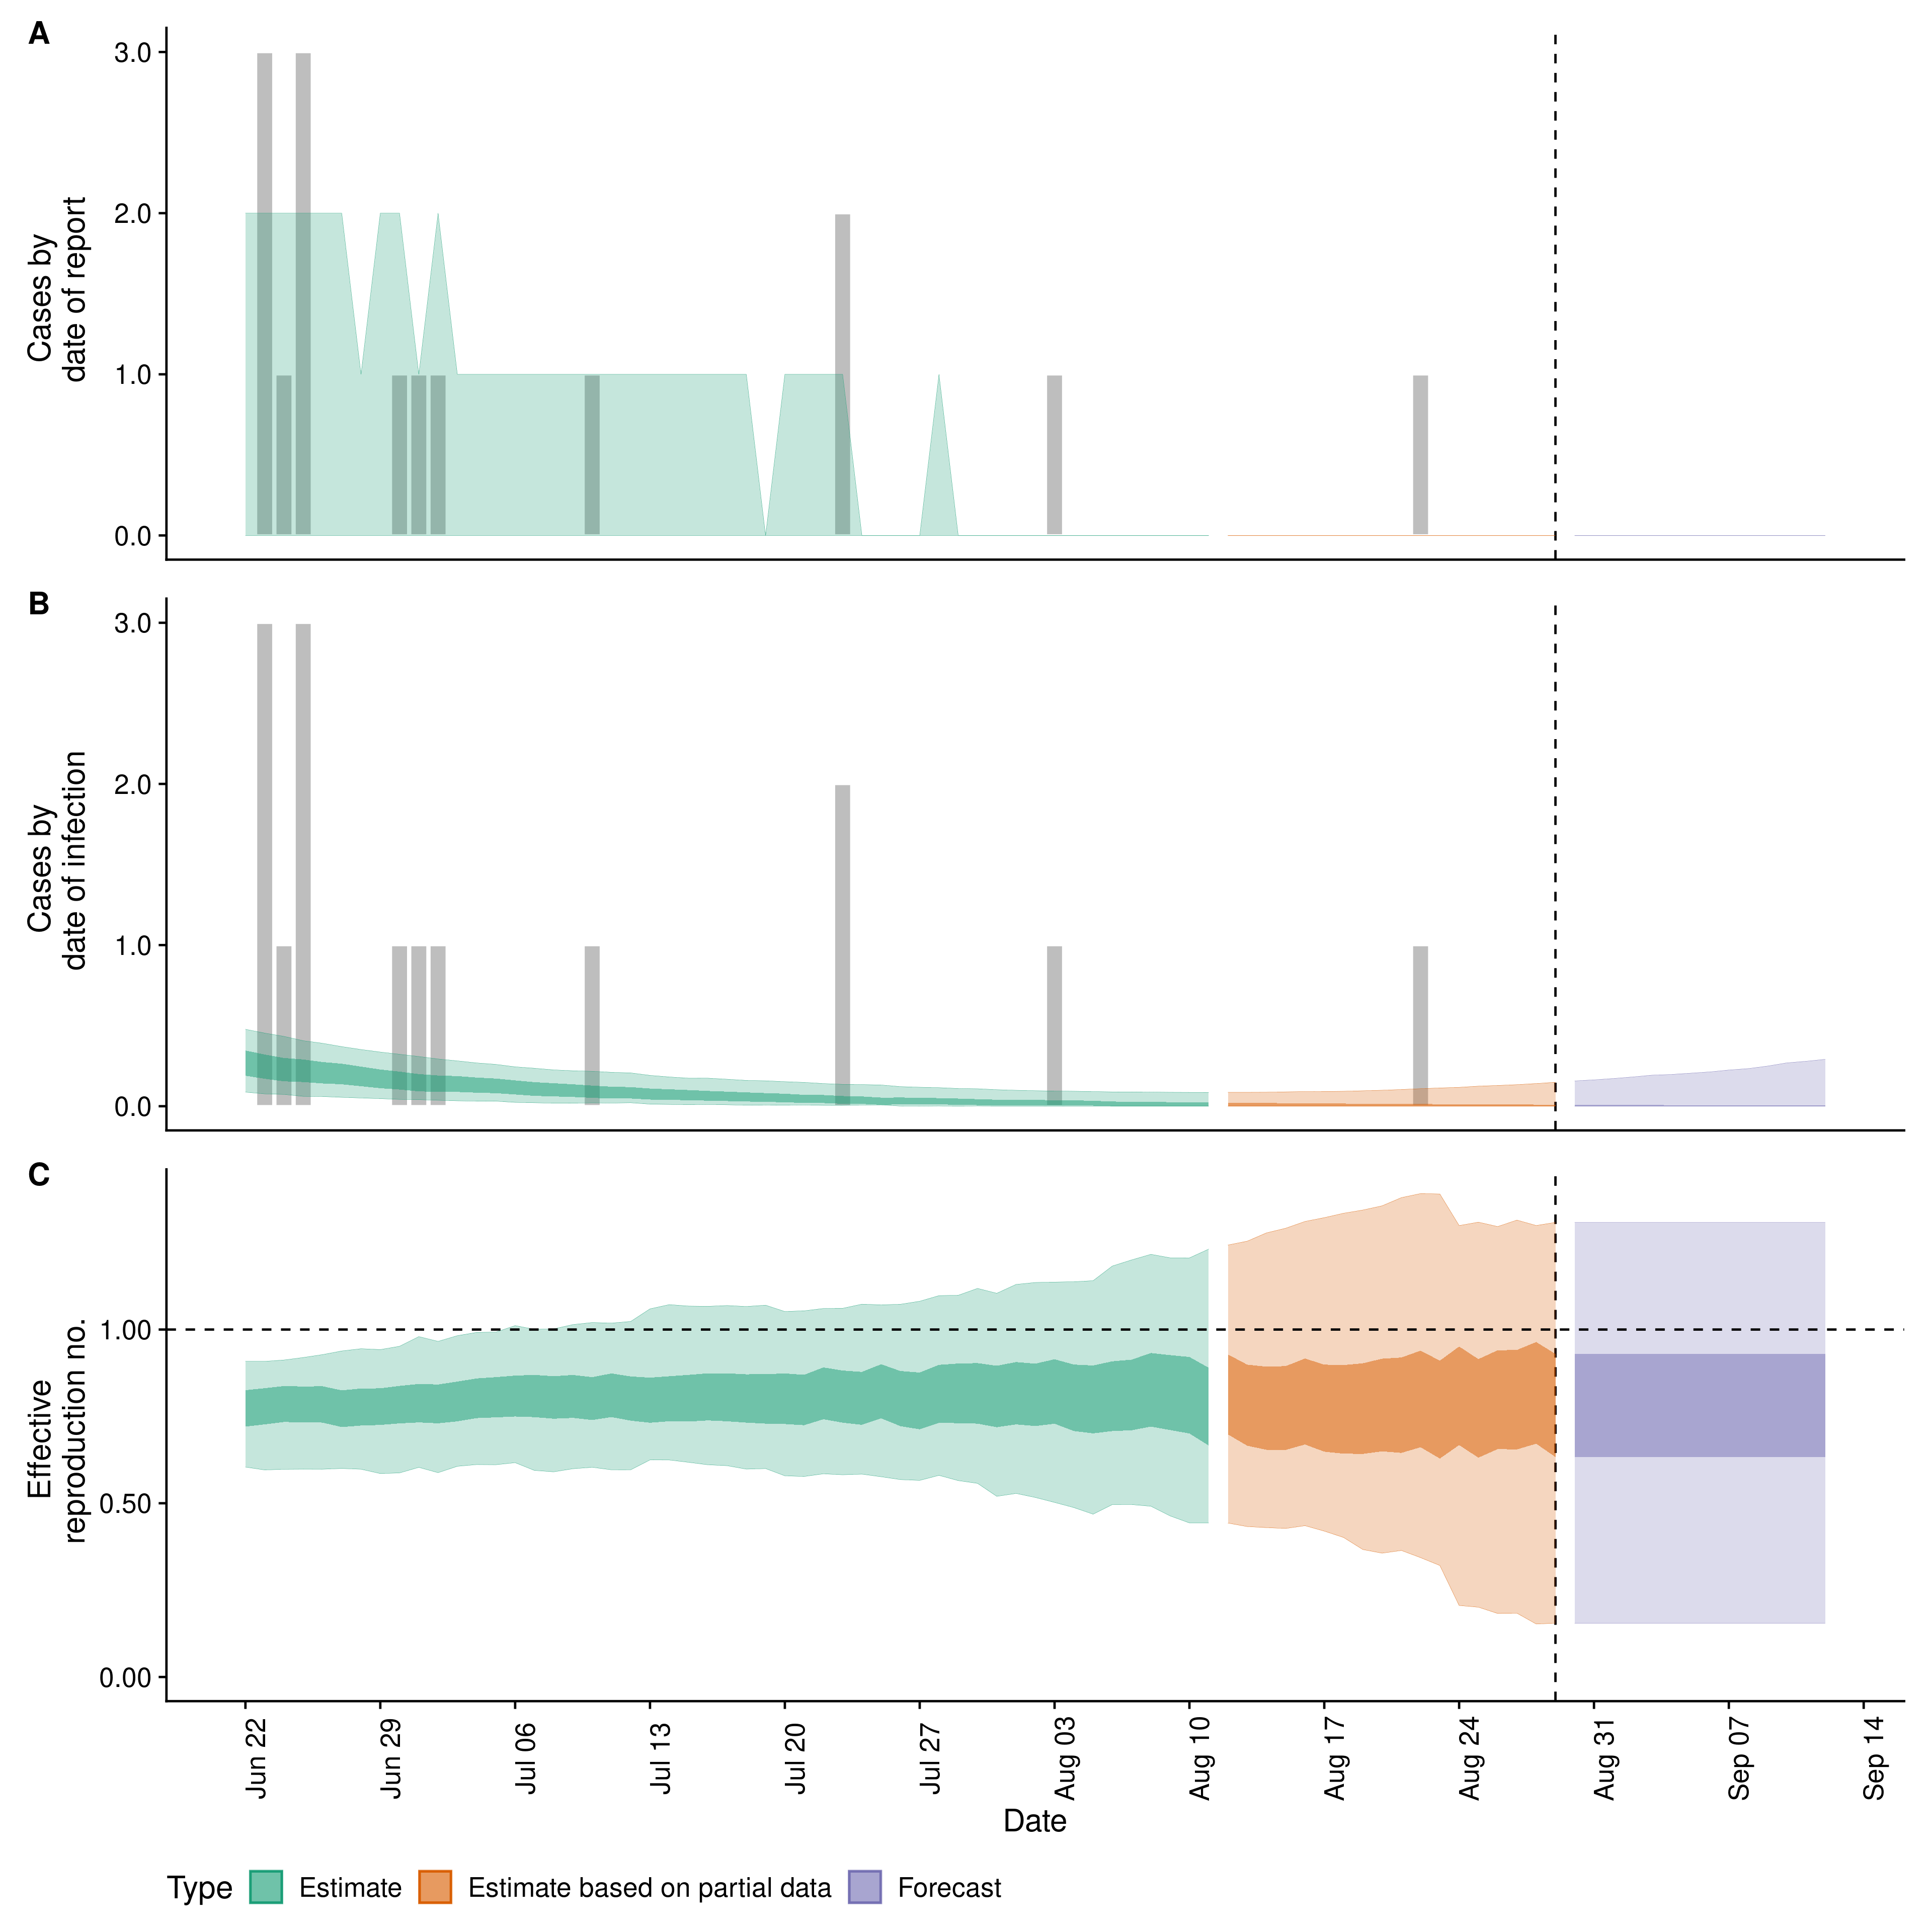 A
Cases by
date of report
3.0
2.0
1.0
0.0
B
Cases by
date of infection
3.0
2.0
1.0
0.0
C
Effective
reproduction no.
1.00
0.50
0.00
Jun 22
Jun 29
Jul 06
Jul 13
Jul 20
Jul 27
Aug 03
Aug 10
Aug 17
Aug 24
Aug 31
Sep 07
Sep 14
Date
Type Estimate Estimate based on partial data Forecast